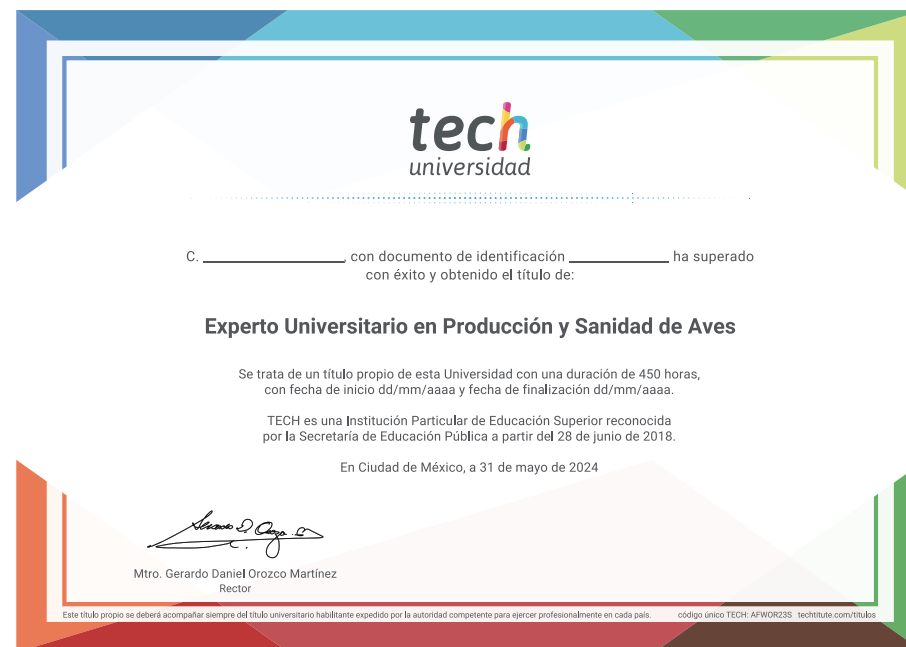 tech
universidad
C. ____________________, con documento de identificación ______________ ha superado
con éxito y obtenido el título de:
Experto Universitario en Producción y Sanidad de Aves
Se trata de un título propio de esta Universidad con una duración de 450 horas,
con fecha de inicio dd/mm/aaaa y fecha de finalización dd/mm/aaaa.
TECH es una Institución Particular de Educación Superior reconocida
por la Secretaría de Educación Pública a partir del 28 de junio de 2018.
En Ciudad de México, a 31 de mayo de 2024
Mtro. Gerardo Daniel Orozco Martínez
Rector
Este título propio se deberá acompañar siempre del título universitario habilitante expedido por la autoridad competente para ejercer profesionalmente en cada país. código único TECH: AFWOR23S techtitute.com/titulos